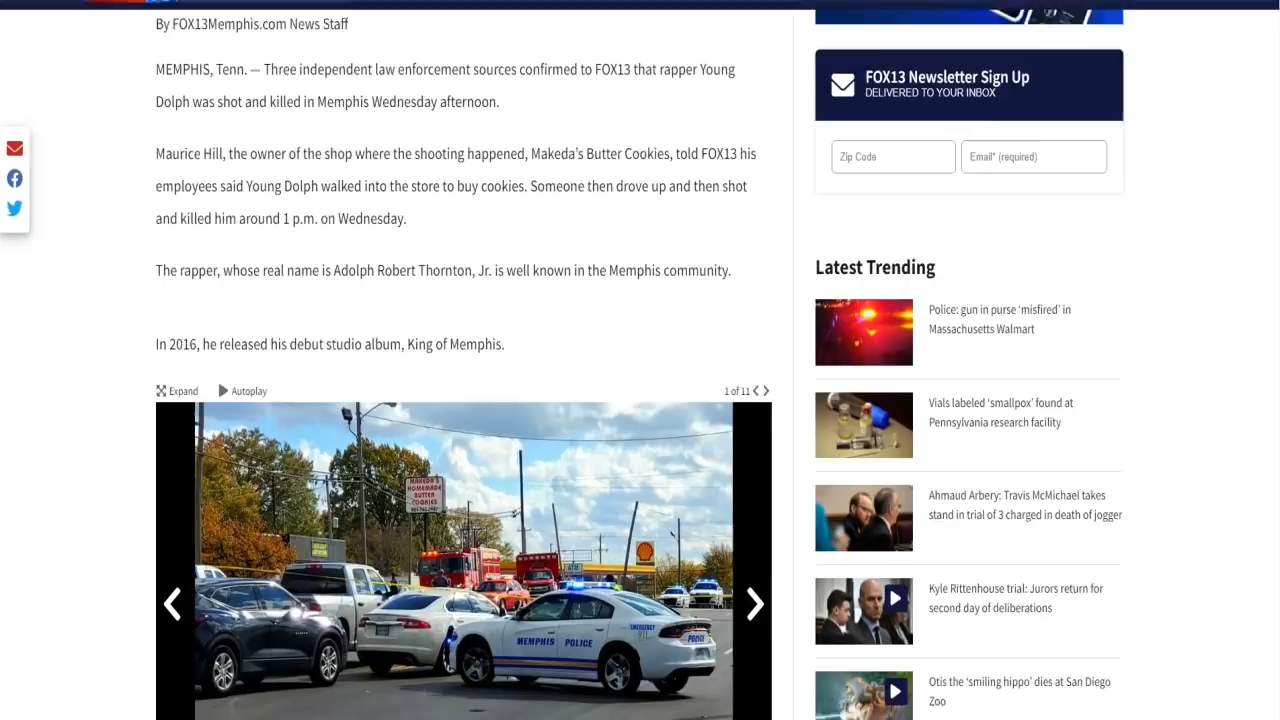 By FOX13Memphis.com News Staff
MEMPHIS, Tenn. — Three independent law enforcement sources confirmed to FOX13 that rapper Young
Dolph was shot and killed in Memphis Wednesday afternoon.
Maurice Hill, the owner of the shop where the shooting happened, Makeda's Butter Cookies, told FOX13 his
employees said Young Dolph walked into the store to buy cookies. Someone then drove up and then shot
and killed him around 1 p.m. on Wednesday.
The rapper, whose real name is Adolph Robert Thornton, Jr. is well known in the Memphis community.
In 2016, he released his debut studio album, King of Memphis.
Expand
Autoplay
1 of 11
MAKEDA'S
HOMEMADE
BUTTER
COOKIES
MEMPHIS POLICE
EMERGENCY
911
POLICE
FOX13 Newsletter Sign Up
DELIVERED TO YOUR INBOX
Zip Code
Email* (required)
Latest Trending
Police: gun in purse ‘misfired’ in
Massachusetts Walmart
Vials labeled ‘smallpox’ found at
Pennsylvania research facility
Ahmaud Arbery: Travis McMichael takes
stand in trial of 3 charged in death of jogger
Kyle Rittenhouse trial: Jurors return for
second day of deliberations
Otis the ‘smiling hippo’ dies at San Diego
Zoo